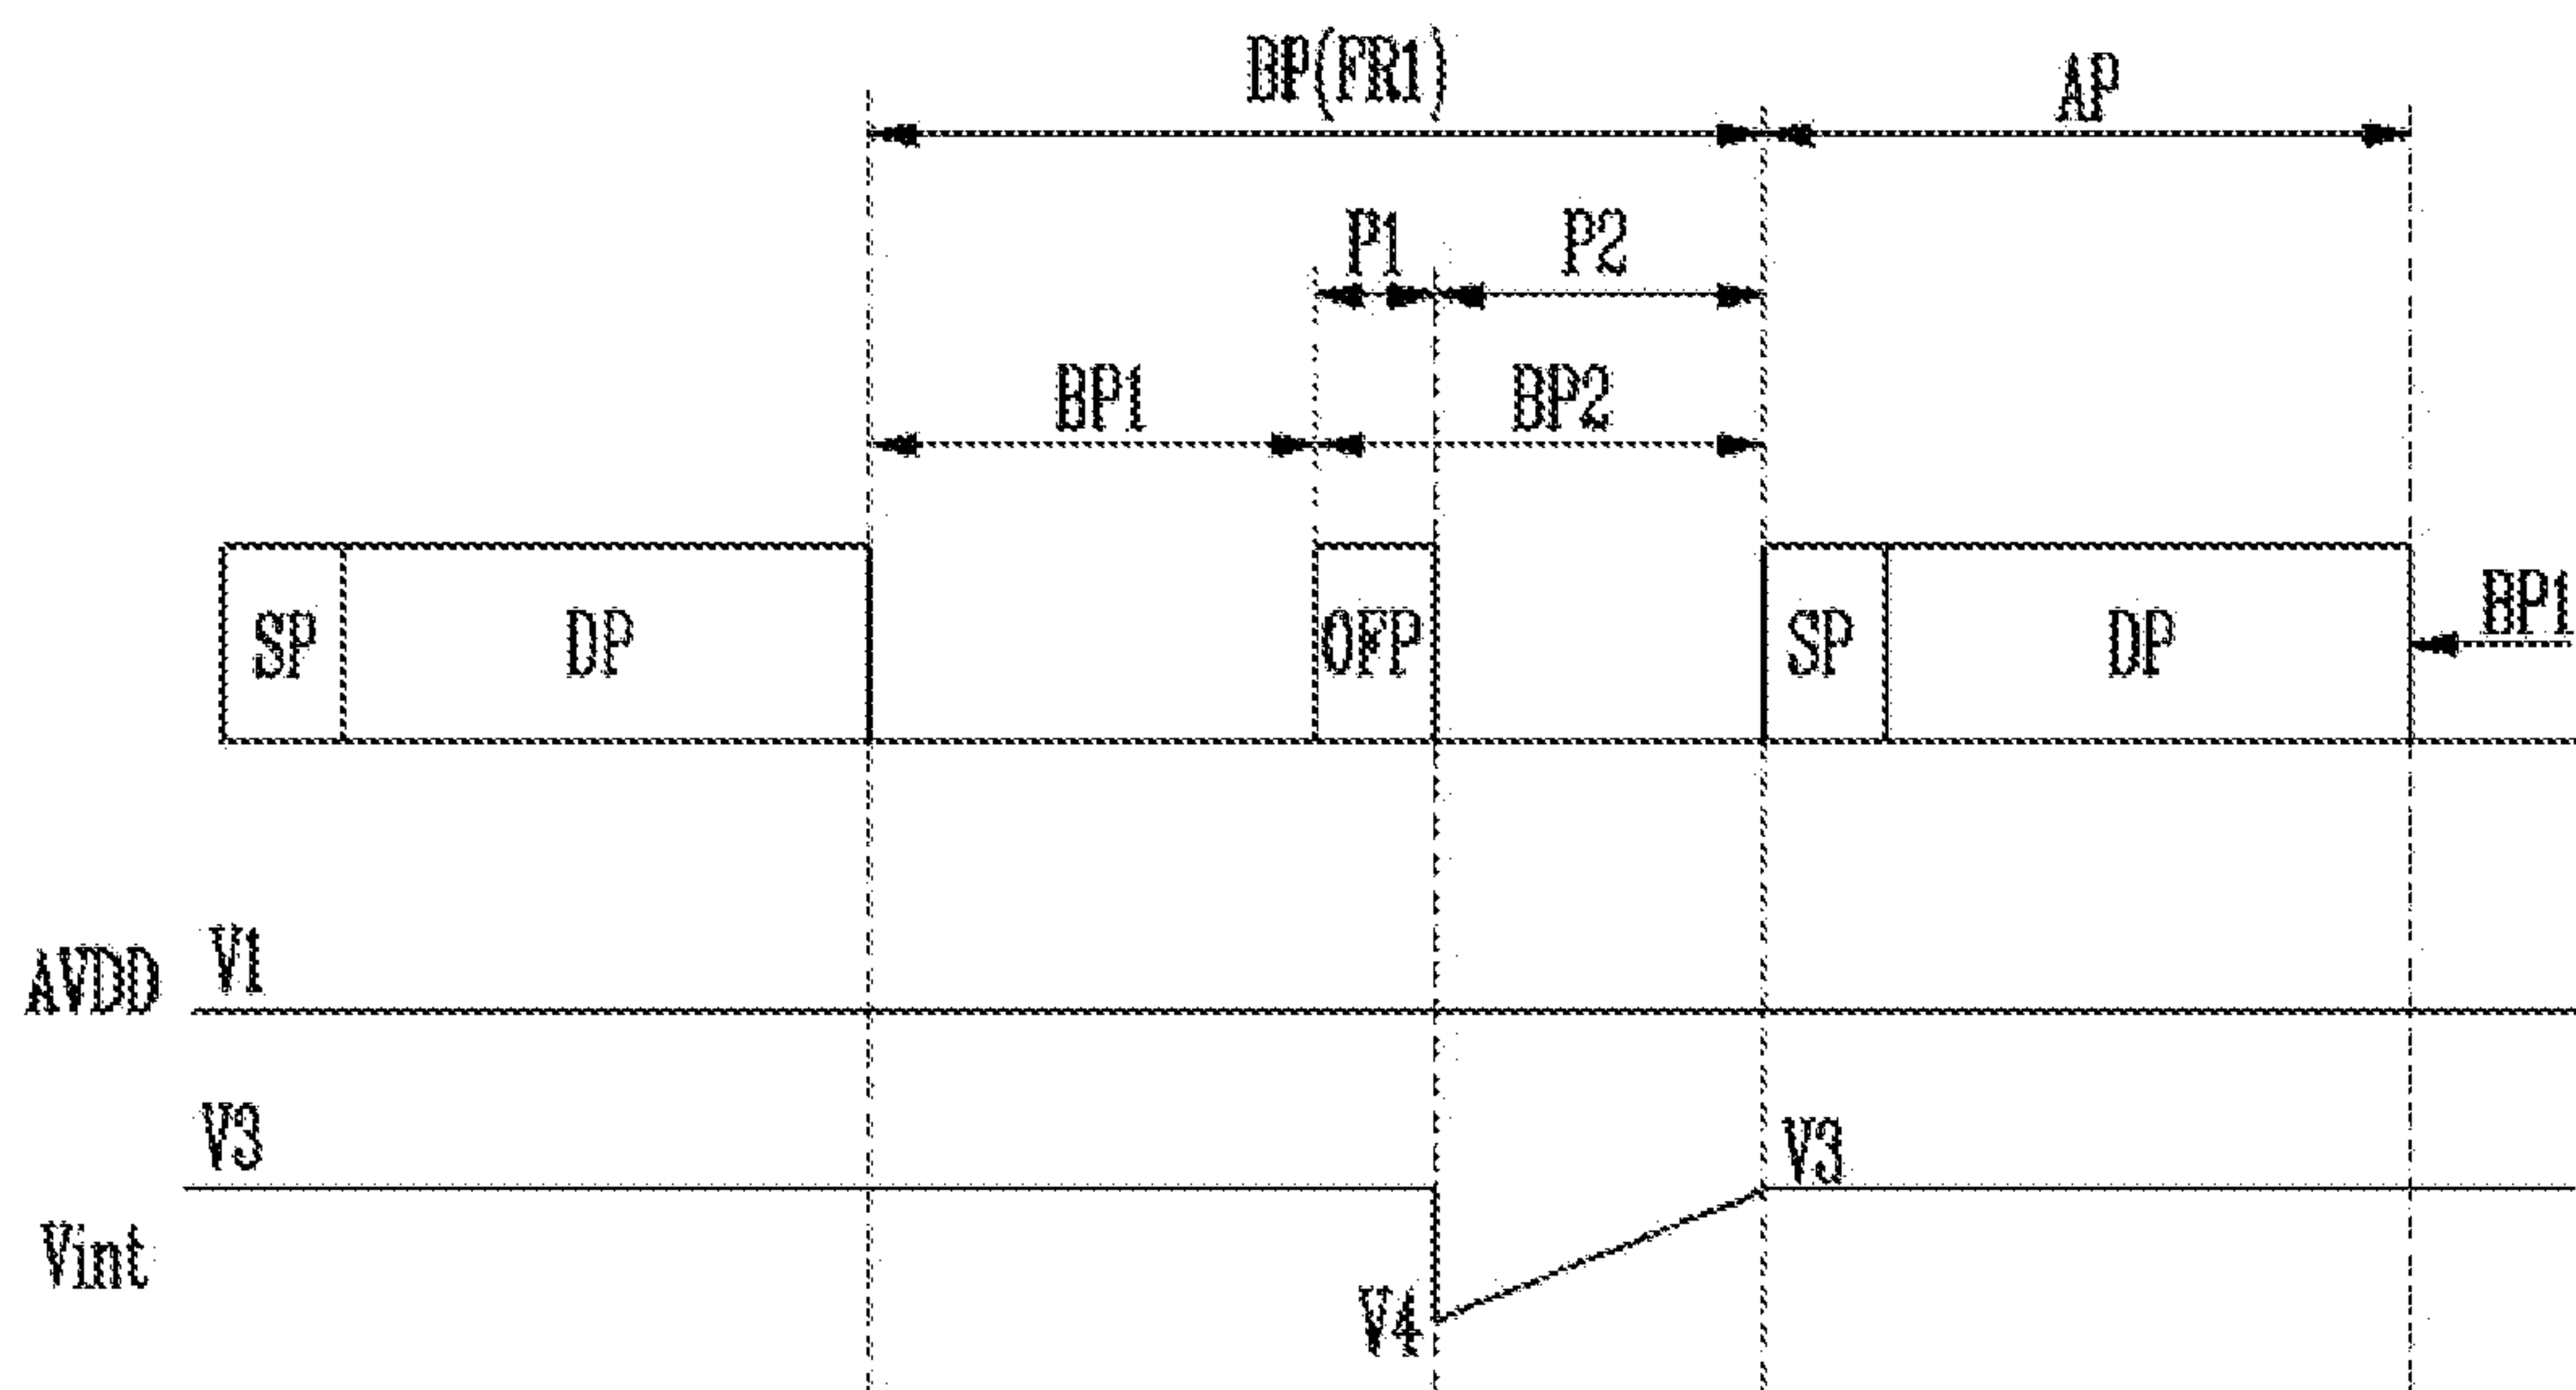 BP(FR1)
AP
P1
P2
BP1
BP2
SP
DP
OFP
SP
DP
BP1
AVDD
V1
V3
V3
Vint
V4